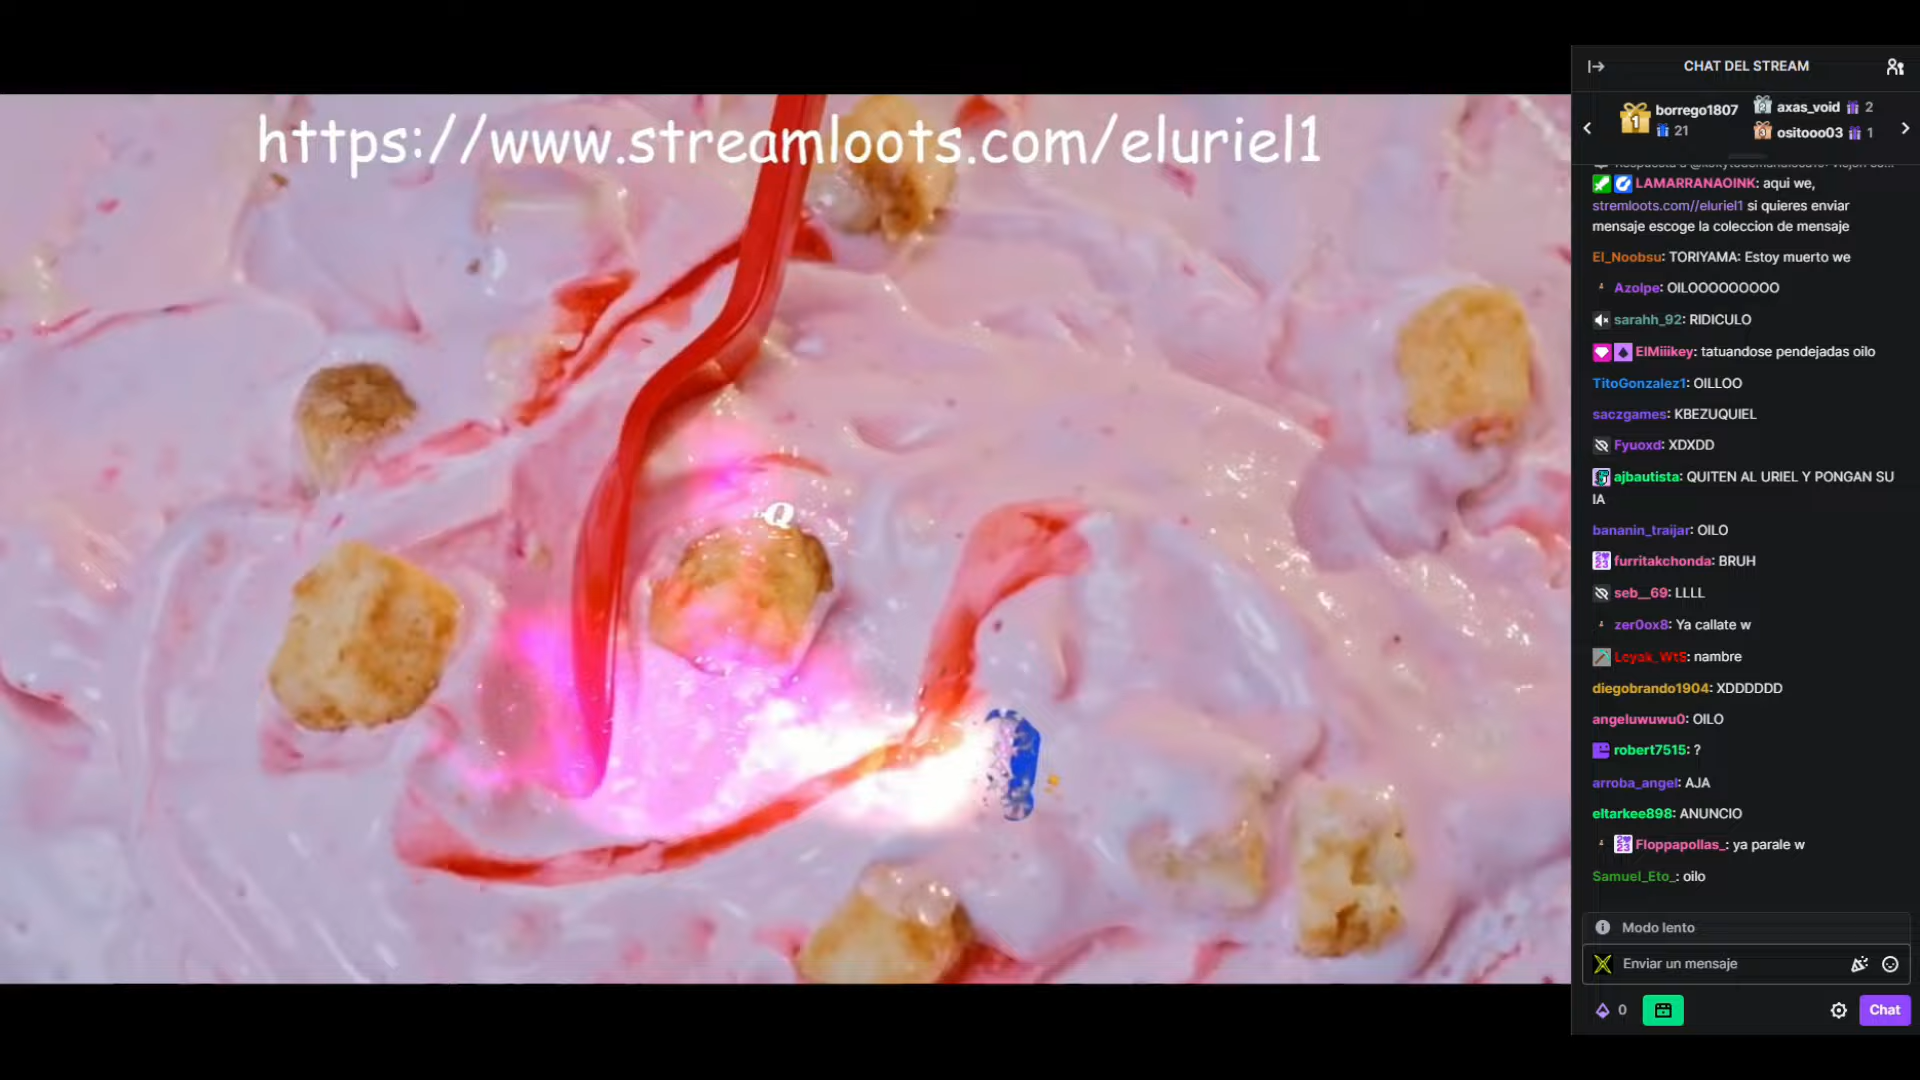 https://www.streamloots.com/eluriel1
Q
CHAT DEL STREAM
borrego1807
21
axas_void 2
ositooo03 1
LAMARRANAOINK: aqui we,
stremloots.com//eluriel1 si quieres enviar
mensaje escoge la coleccion de mensaje
El_Noobsu: TORIYAMA: Estoy muerto we
Azolpe: OILOOOOOOOOO
sarahh_92: RIDICULO
ElMiiikey: tatuandose pendejadas oilo
TitoGonzalez1: OILLOO
saczgames: KBEZUQUIEL
Fyuoxd: XDXDD
ajbautista: QUITEN AL URIEL Y PONGAN SU
IA
bananin_traijar: OILO
furritakchonda: BRUH
seb__69: LLLL
zer0ox8: Ya callate w
Leyak_WtS: nambre
diegobrando1904: XDDDDDD
angeluwuwu0: OILO
robert7515: ?
arroba_angel: AJA
eltarkee898: ANUNCIO
Floppapollas_: ya parale w
Samuel_Eto_: oilo
Modo lento
Enviar un mensaje
0
Chat